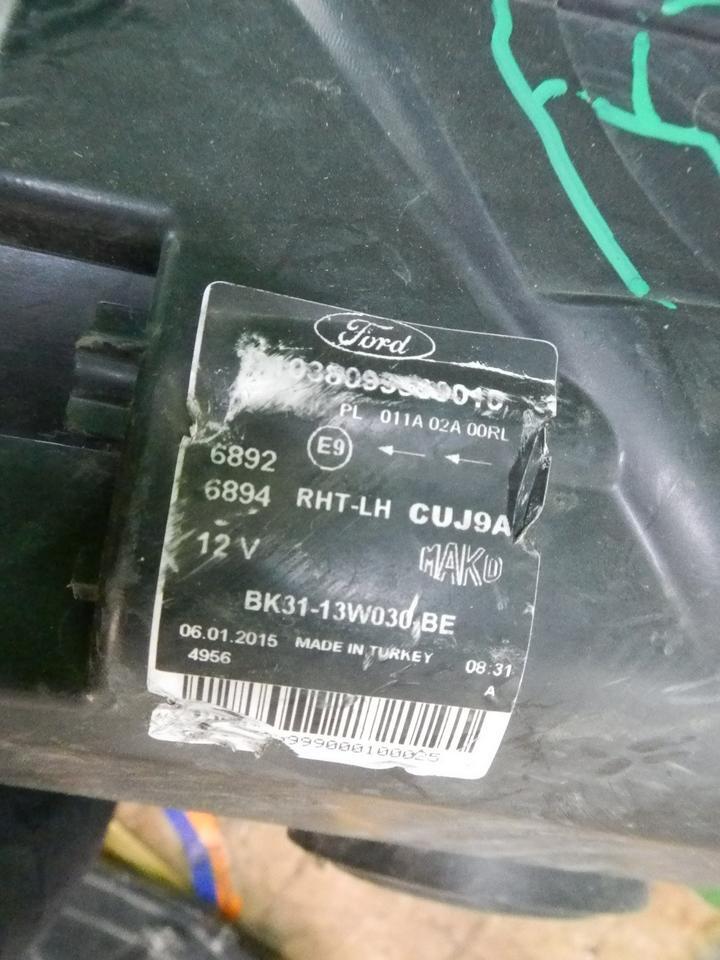 Ford
PL 011A 02A 00RL
E9
6892
6894 RHT-LH CUJ9A
12 V MAKO
BK31-13W030-BE
06.01.2015 MADE IN TURKEY 08:31
4956 A